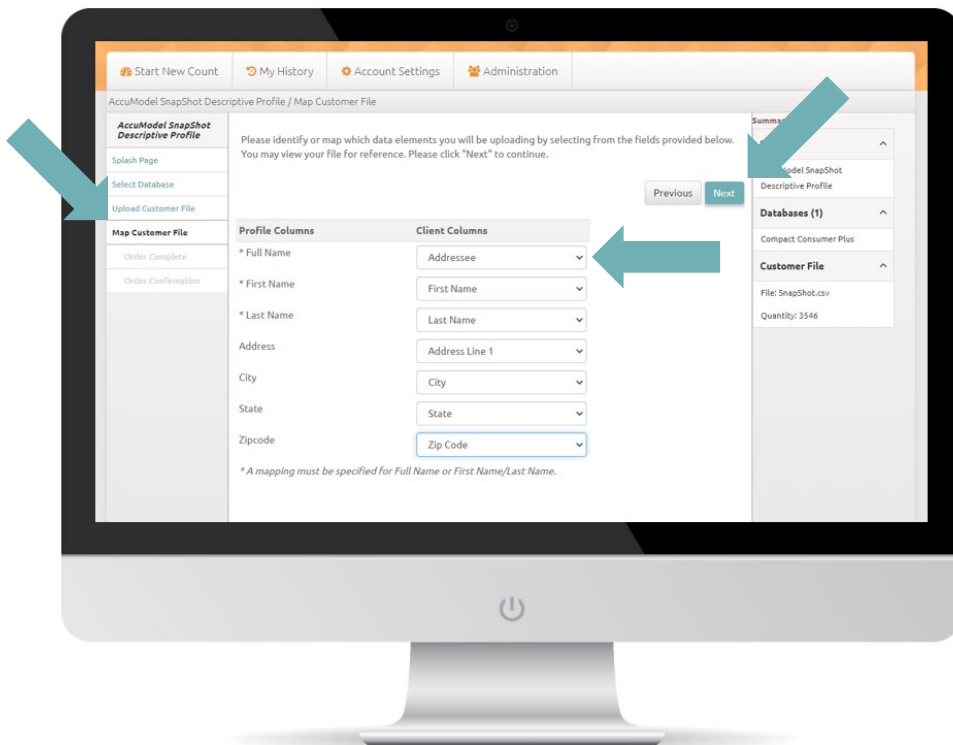 Start New Count
My History
Account Settings
Administration
AccuModel SnapShot Descriptive Profile / Map Customer File
AccuModel SnapShot
Descriptive Profile
Splash Page
Select Database
Upload Customer File
Map Customer File
Order Complete
Order Confirmation
Please identify or map which data elements you will be uploading by selecting from the fields provided below.
You may view your file for reference. Please click "Next" to continue.
Previous
Next
Profile Columns Client Columns
* Full Name Addressee
* First Name First Name
* Last Name Last Name
Address Address Line 1
City City
State State
Zipcode Zip Code
* A mapping must be specified for Full Name or First Name/Last Name.
SnapShot
Descriptive Profile
Databases (1)
Compact Consumer Plus
Customer File
File: SnapShot.csv
Quantity: 3546